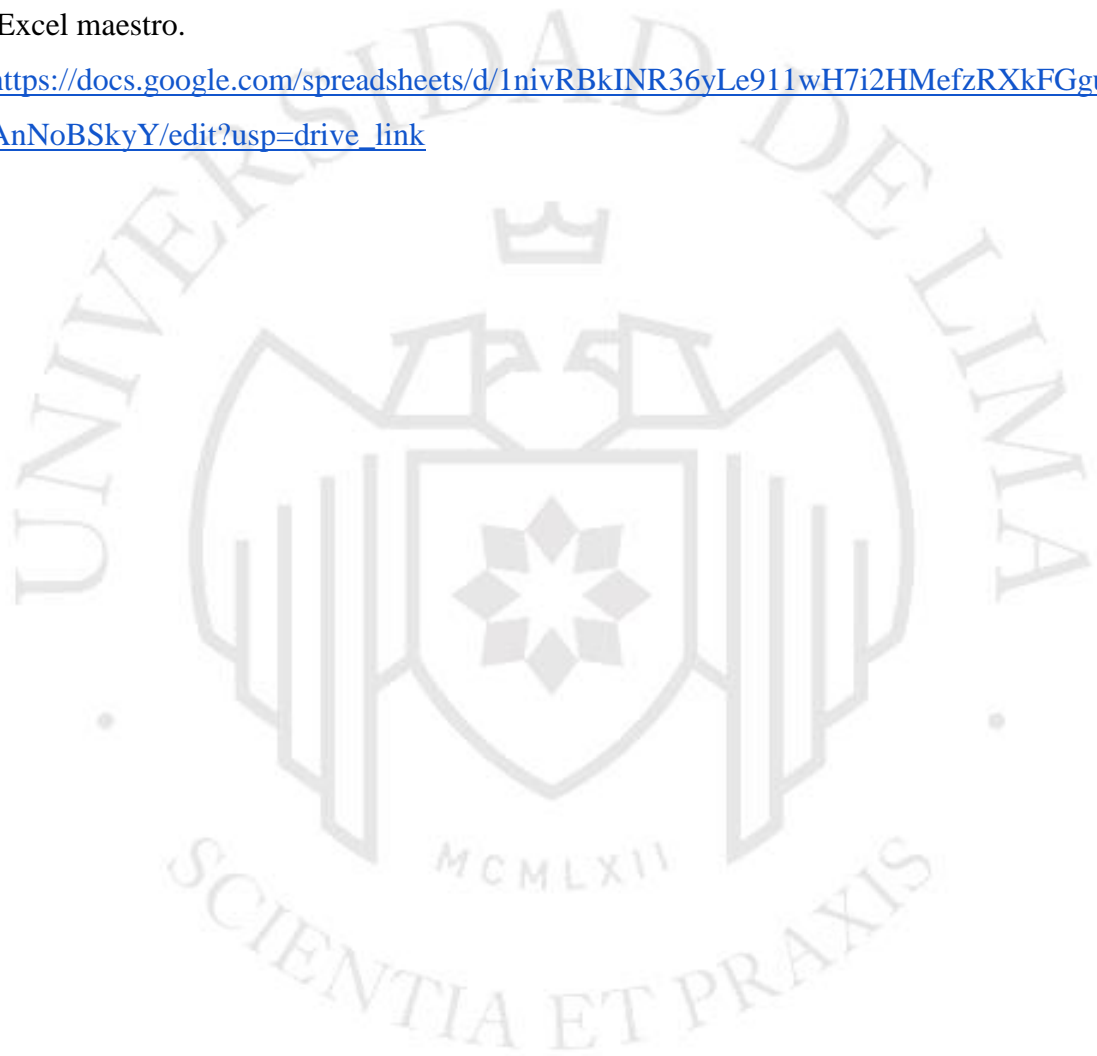 Excel maestro.
https://docs.google.com/spreadsheets/d/1nivRBkINR36yLe911wH7i2HMefzRXkFGgu
AnNoBSkyY/edit?usp=drive_link
UNIVERSIDAD DE LIMA
MCMLXII
SCIENTIA ET PRAXIS